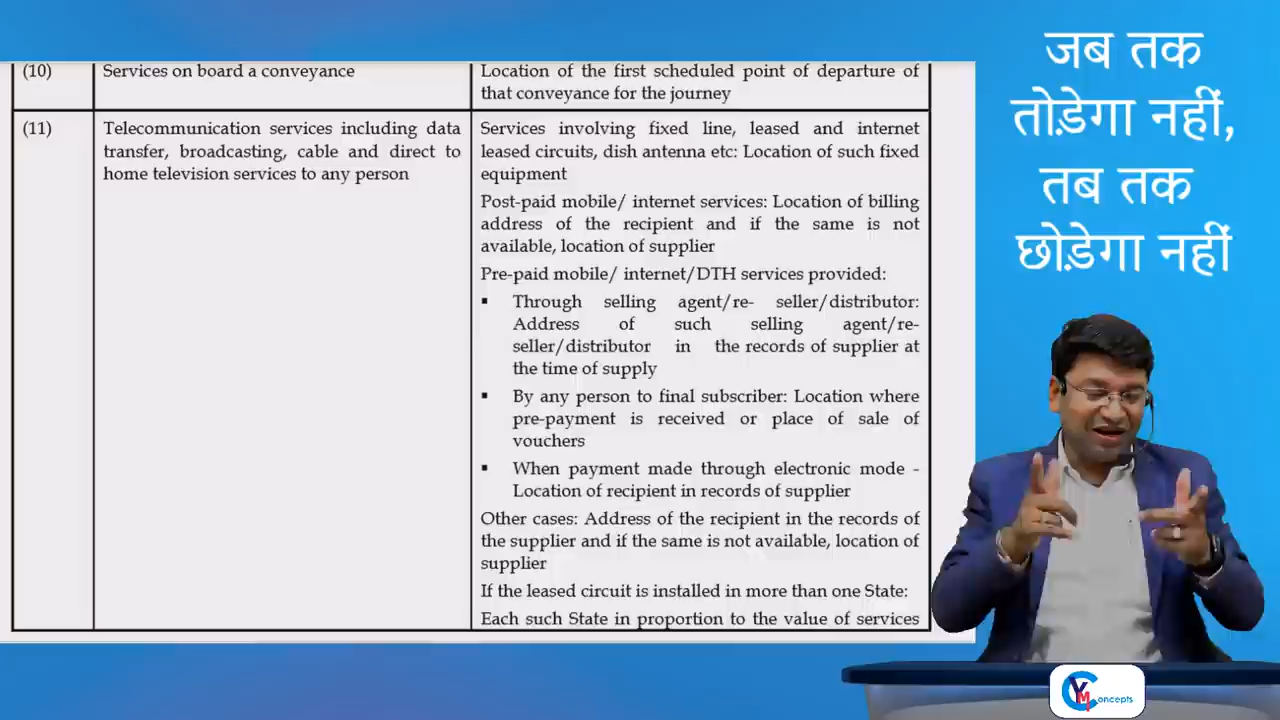 (10) Services on board a conveyance Location of the first scheduled point of departure of
that conveyance for the journey
(11) Telecommunication services including data
transfer, broadcasting, cable and direct to
home television services to any person
Services involving fixed line, leased and internet
leased circuits, dish antenna etc: Location of such fixed
equipment
Post-paid mobile/ internet services: Location of billing
address of the recipient and if the same is not
available, location of supplier
Pre-paid mobile/ internet/DTH services provided:
▪ Through selling agent/re- seller/distributor:
Address of such selling agent/re-
seller/distributor in the records of supplier at
the time of supply
▪ By any person to final subscriber: Location where
pre-payment is received or place of sale of
vouchers
▪ When payment made through electronic mode -
Location of recipient in records of supplier
Other cases: Address of the recipient in the records of
the supplier and if the same is not available, location of
supplier
If the leased circuit is installed in more than one State:
Each such State in proportion to the value of services
जब तक
तोड़ेगा नहीं,
तब तक
छोड़ेगा नहीं
YM Concepts